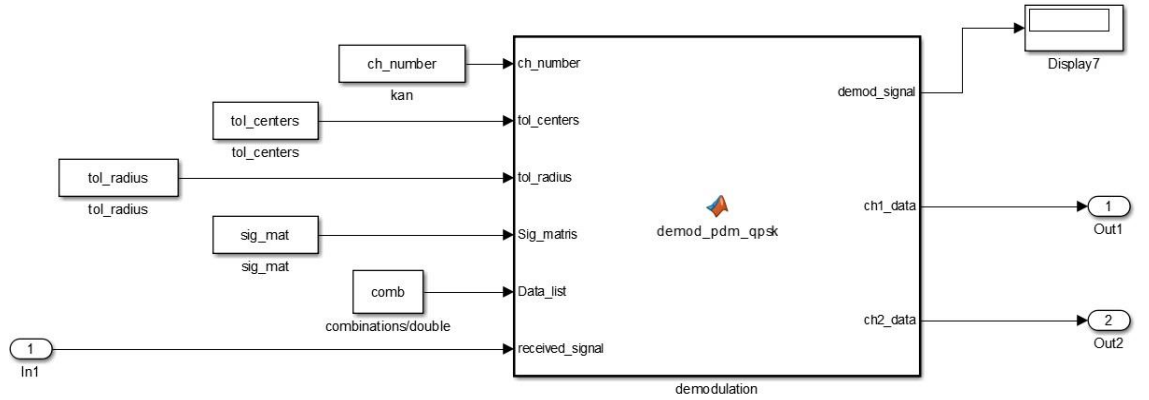 ch_number
kan
tol_centers
tol_centers
tol_radius
tol_radius
sig_mat
sig_mat
comb
combinations/double
1
In1
ch_number
tol_centers
tol_radius
Sig_matris
Data_list
received_signal
demod_pdm_qpsk
demod_signal
ch1_data
ch2_data
demodulation
Display7
1
Out1
2
Out2